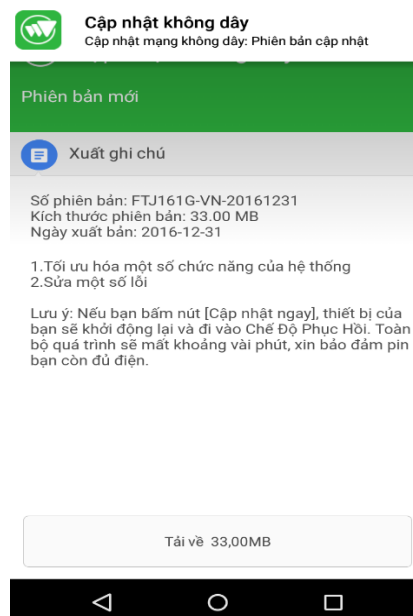 Cập nhật không dây
Cập nhật mạng không dây: Phiên bản cập nhật
Phiên bản mới
Xuất ghi chú
Số phiên bản: FTJ161G-VN-20161231
Kích thước phiên bản: 33.00 MB
Ngày xuất bản: 2016-12-31
1.Tối ưu hóa một số chức năng của hệ thống
2.Sửa một số lỗi
Lưu ý: Nếu bạn bấm nút [Cập nhật ngay], thiết bị của
bạn sẽ khởi động lại và đi vào Chế Độ Phục Hồi. Toàn
bộ quá trình sẽ mất khoảng vài phút, xin bảo đảm pin
bạn còn đủ điện.
Tải về 33,00MB